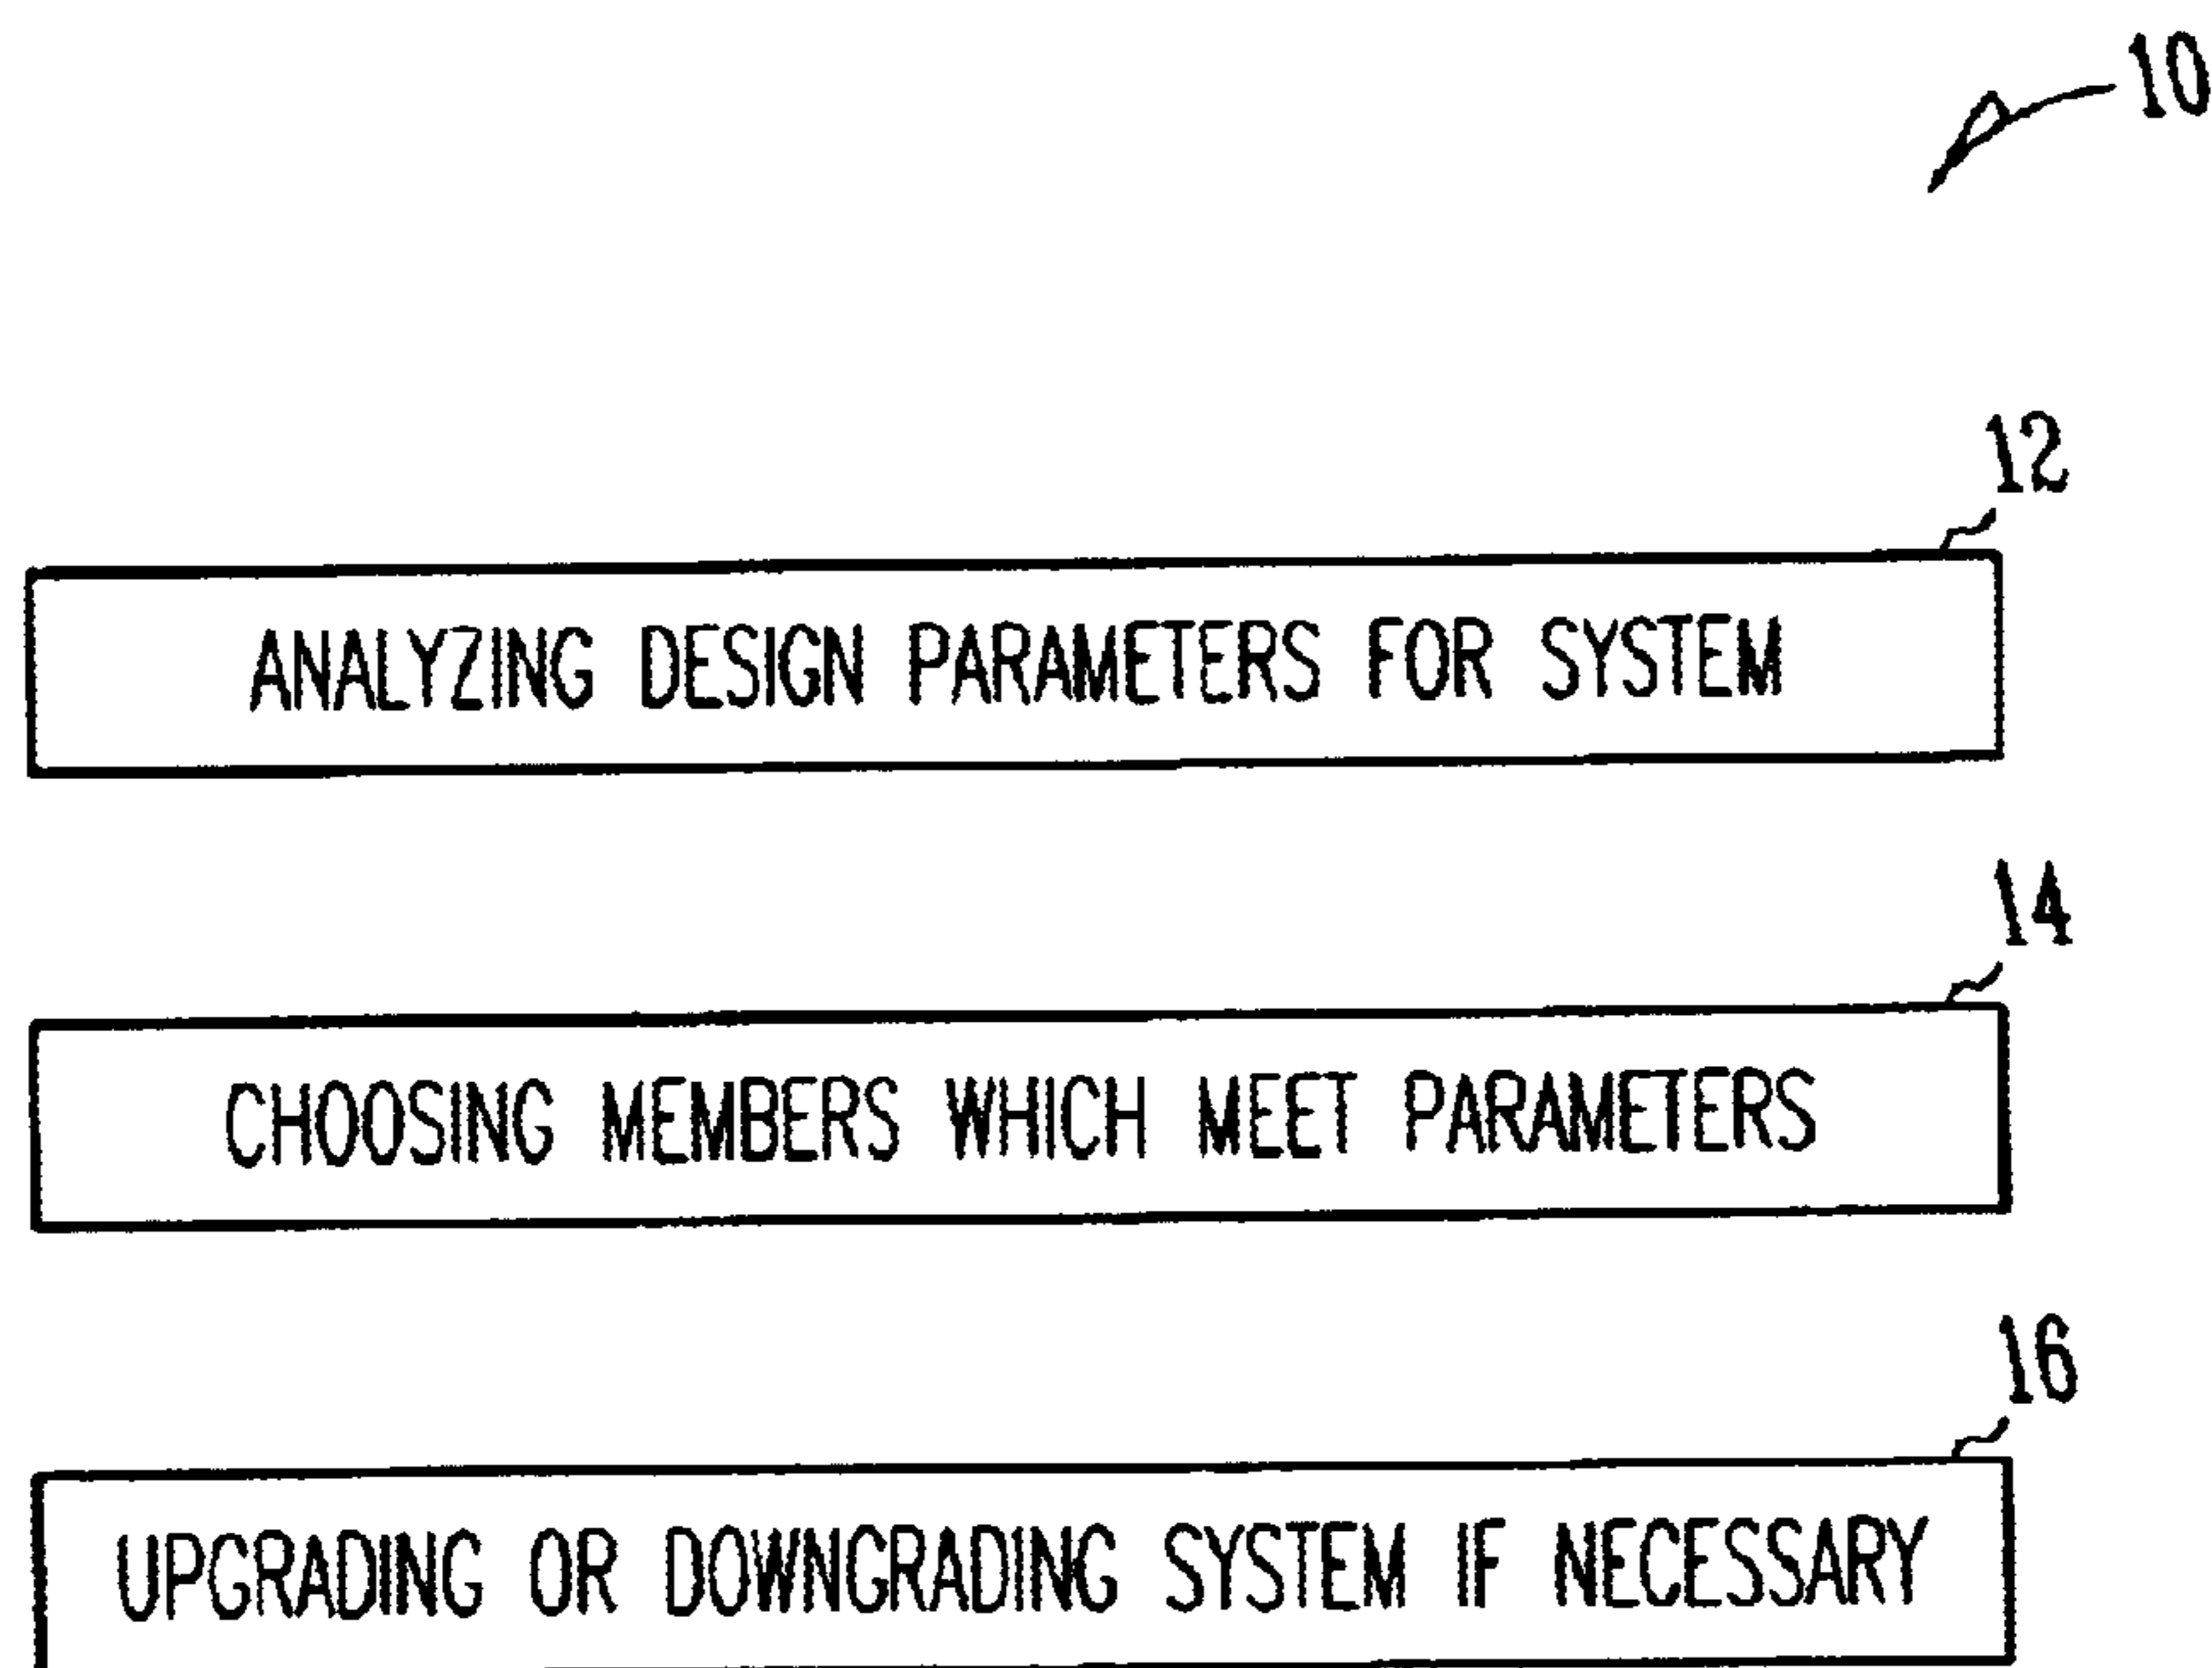 10
12
ANALYZING DESIGN PARAMETERS FOR SYSTEM
14
CHOOSING MEMBERS WHICH MEET PARAMETERS
16
UPGRADING OR DOWNGRADING SYSTEM IF NECESSARY